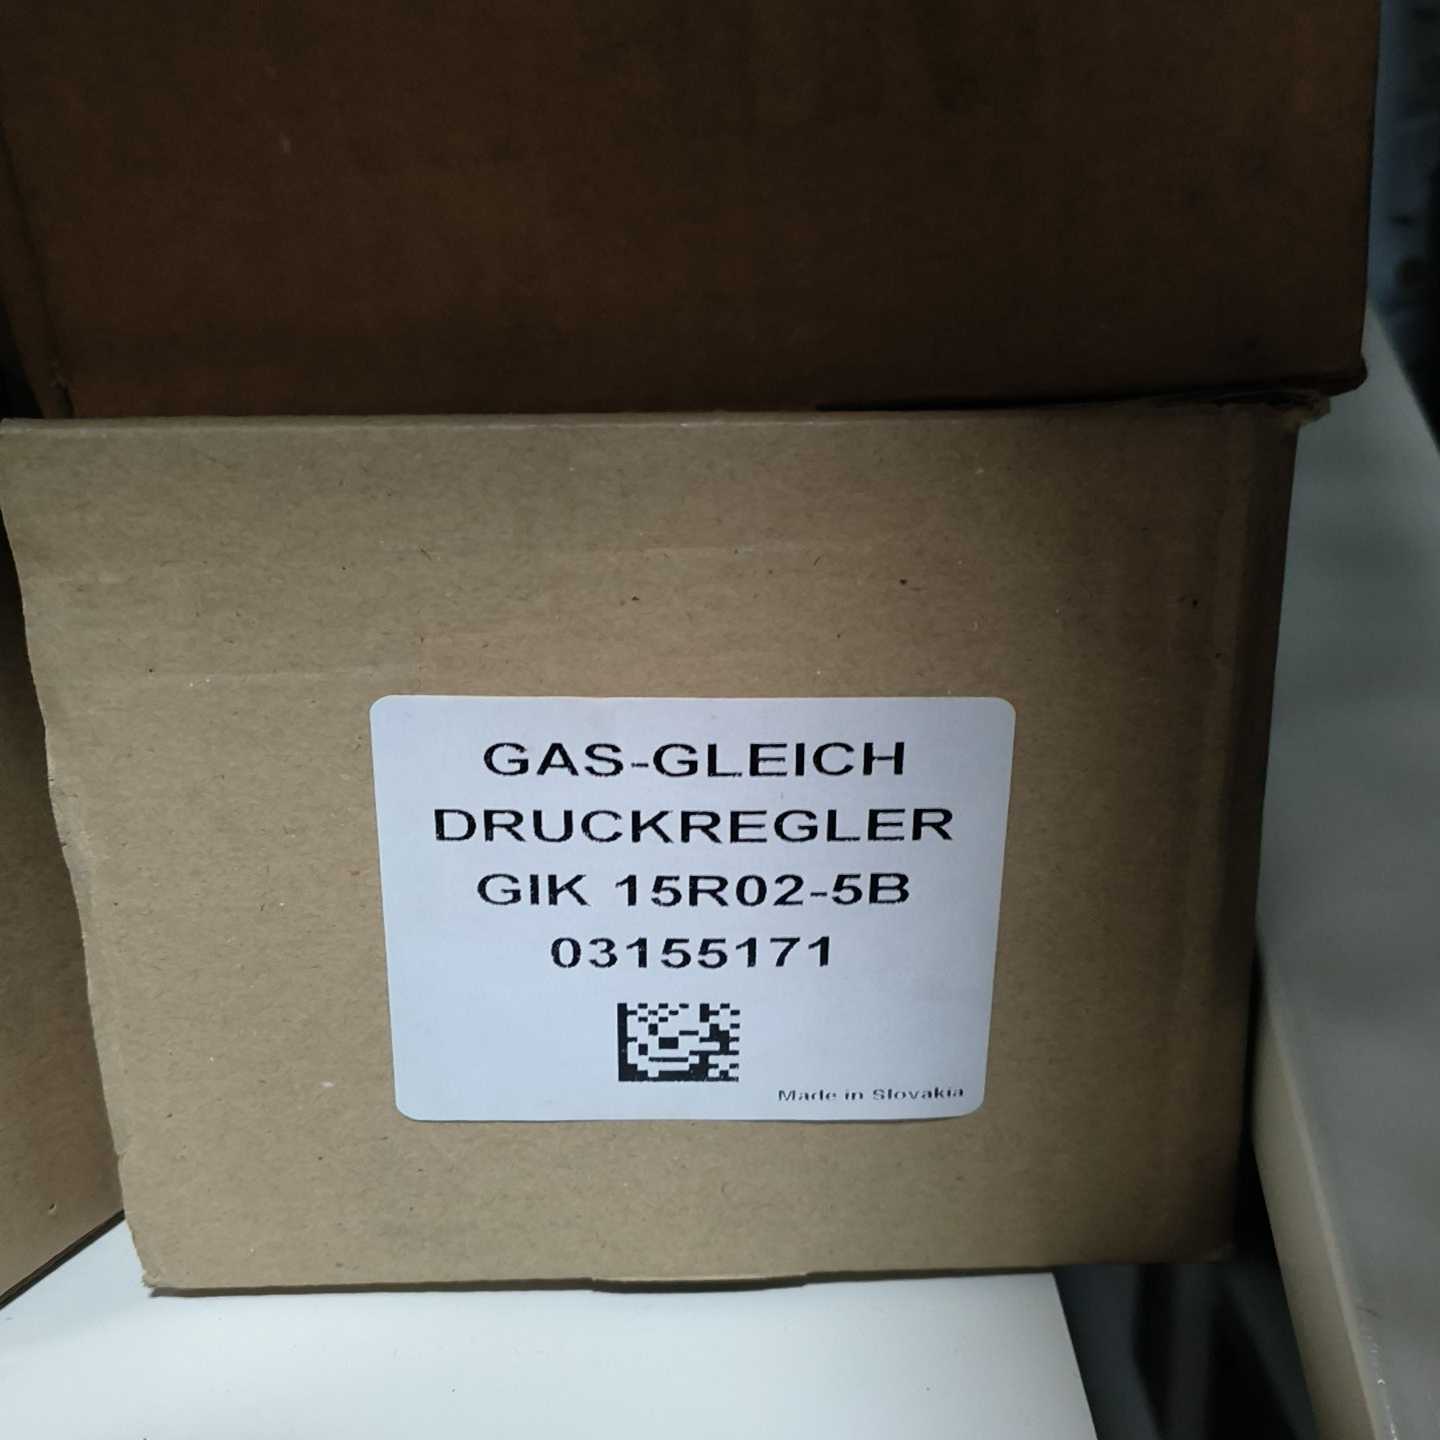 GAS-GLEICH
DRUCKREGLER
GIK 15R02-5B
03155171
Made in Slovakia